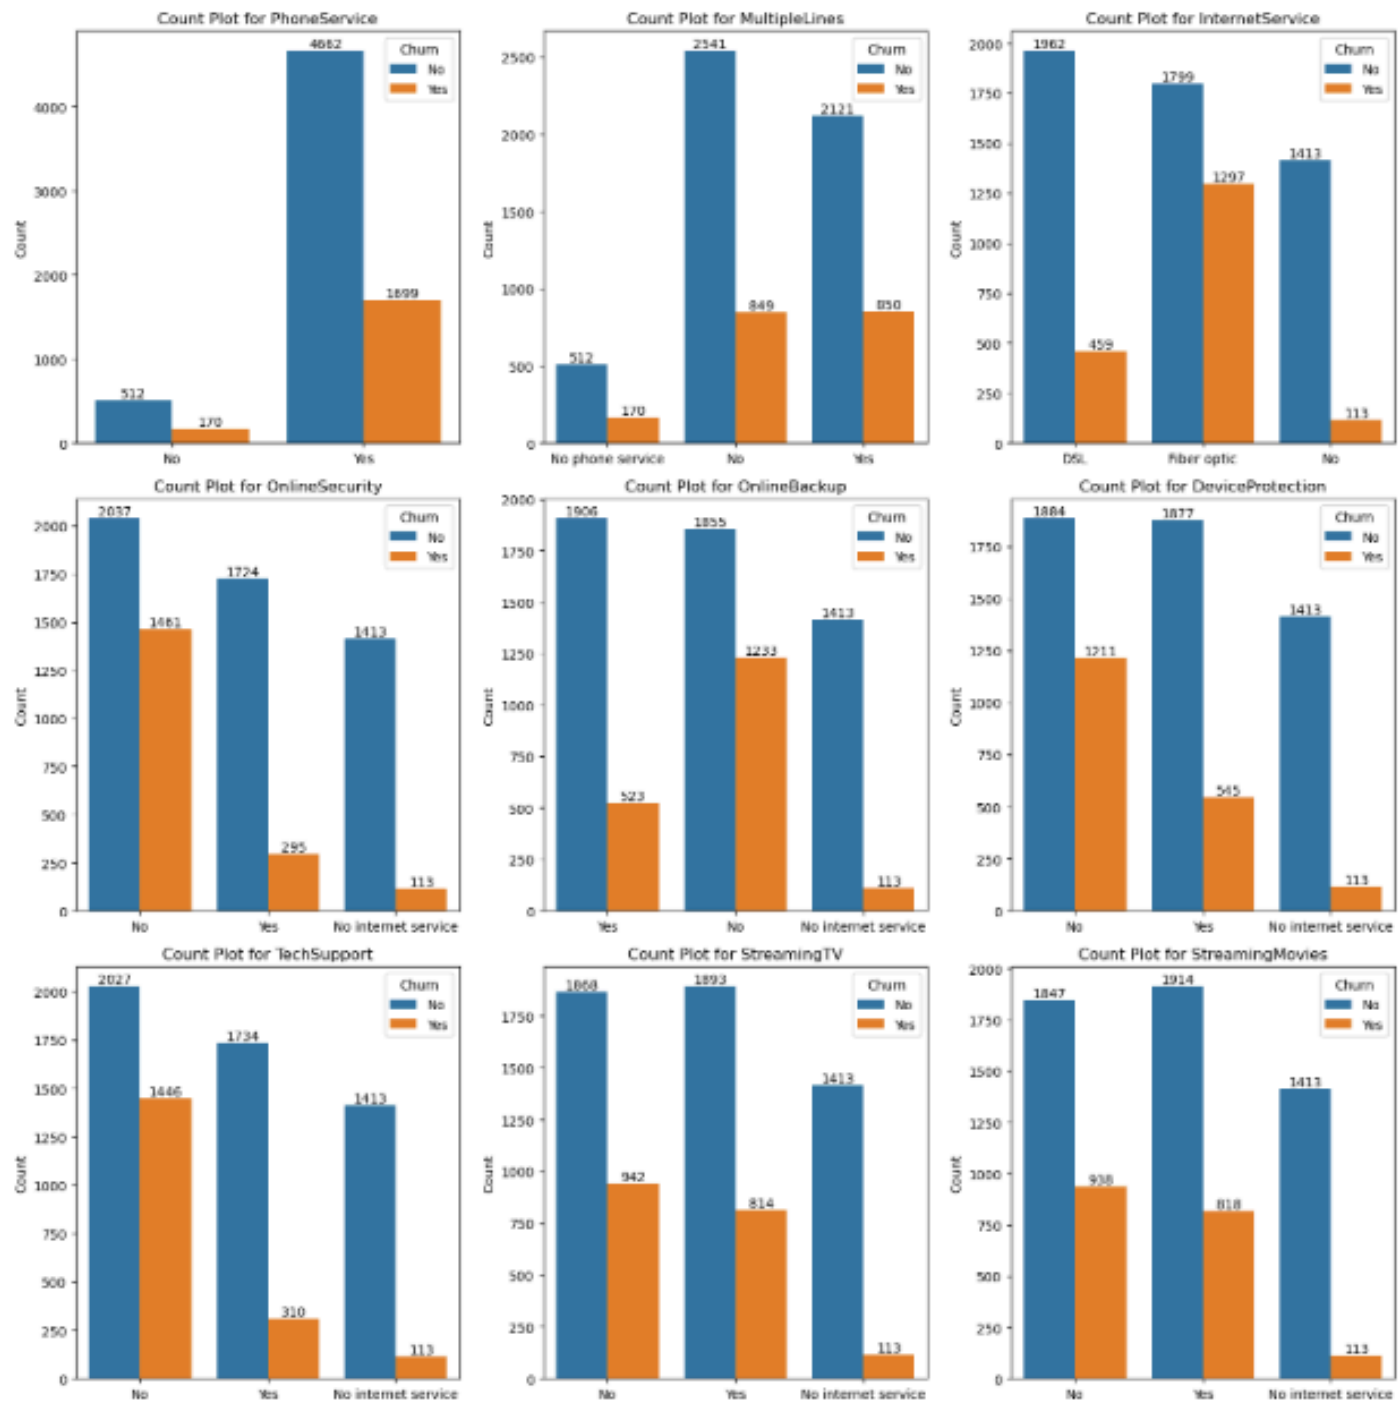 Count Plot for PhoneService
Churn
No
Yes
4662
1699
512
170
4000
3000
2000
1000
0
Count
No
Yes
Count Plot for MultipleLines
Churn
No
Yes
2541
2121
849
850
512
170
2500
2000
1500
1000
500
0
Count
No phone service
No
Yes
Count Plot for InternetService
Churn
No
Yes
1962
1799
1413
1297
459
113
2000
1750
1500
1250
1000
750
500
250
0
Count
DSL
Fiber optic
No
Count Plot for OnlineSecurity
Churn
No
Yes
2037
1724
1461
1413
295
113
2000
1750
1500
1250
1000
750
500
250
0
Count
No
Yes
No internet service
Count Plot for OnlineBackup
Churn
No
Yes
1906
1855
1413
1233
523
113
2000
1750
1500
1250
1000
750
500
250
0
Count
Yes
No
No internet service
Count Plot for DeviceProtection
Churn
No
Yes
1884
1877
1413
1211
545
113
1750
1500
1250
1000
750
500
250
0
Count
No
Yes
No internet service
Count Plot for TechSupport
Churn
No
Yes
2027
1734
1446
1413
310
113
2000
1750
1500
1250
1000
750
500
250
0
Count
No
Yes
No internet service
Count Plot for StreamingTV
Churn
No
Yes
1868
1893
1413
942
814
113
1750
1500
1250
1000
750
500
250
0
Count
No
Yes
No internet service
Count Plot for StreamingMovies
Churn
No
Yes
1847
1914
1413
938
818
113
2000
1750
1500
1250
1000
750
500
250
0
Count
No
Yes
No internet service